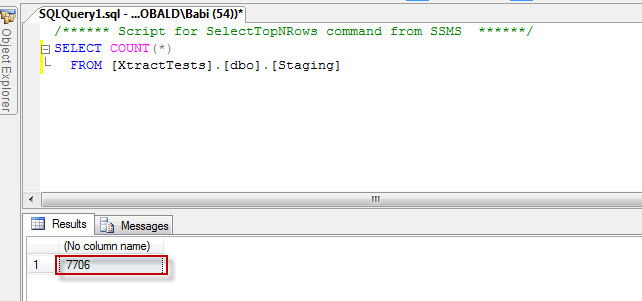 SQLQuery1.sql - ...OBALD\Babi (54))*
Object Explorer
/****** Script for SelectTopNRows command from SSMS  ******/
SELECT COUNT(*)
  FROM [XtractTests].[dbo].[Staging]
Results Messages
(No column name)
1 7706